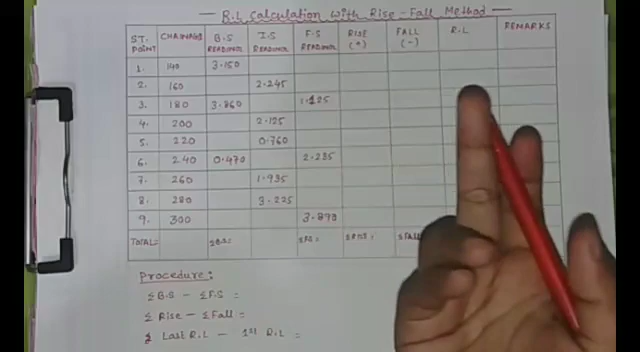 R.L Calculation with Rise - Fall Method
ST. POINT CHAINAGE B.S READING I.S READING F.S READING RISE (+) FALL (-) R.L REMARKS
1. 140 3.150
2. 160 2.245
3. 180 3.860 1.125
4. 200 2.125
5. 220 0.760
6. 240 0.470 2.235
7. 260 1.935
8. 280 3.225
9. 300 3.890
TOTAL= ΣB.S= ΣF.S= ΣRISE= ΣFALL
Procedure:
ΣB.S - ΣF.S =
ΣRise - ΣFall =
Σ Last R.L - 1st R.L =